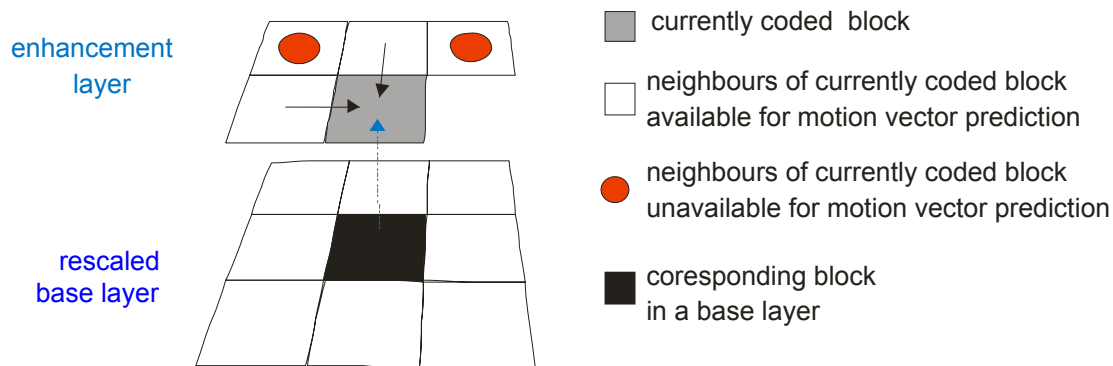 enhancement
layer
rescaled
base layer
currently coded block
neighbours of currently coded block
available for motion vector prediction
neighbours of currently coded block
unavailable for motion vector prediction
coresponding block
in a base layer